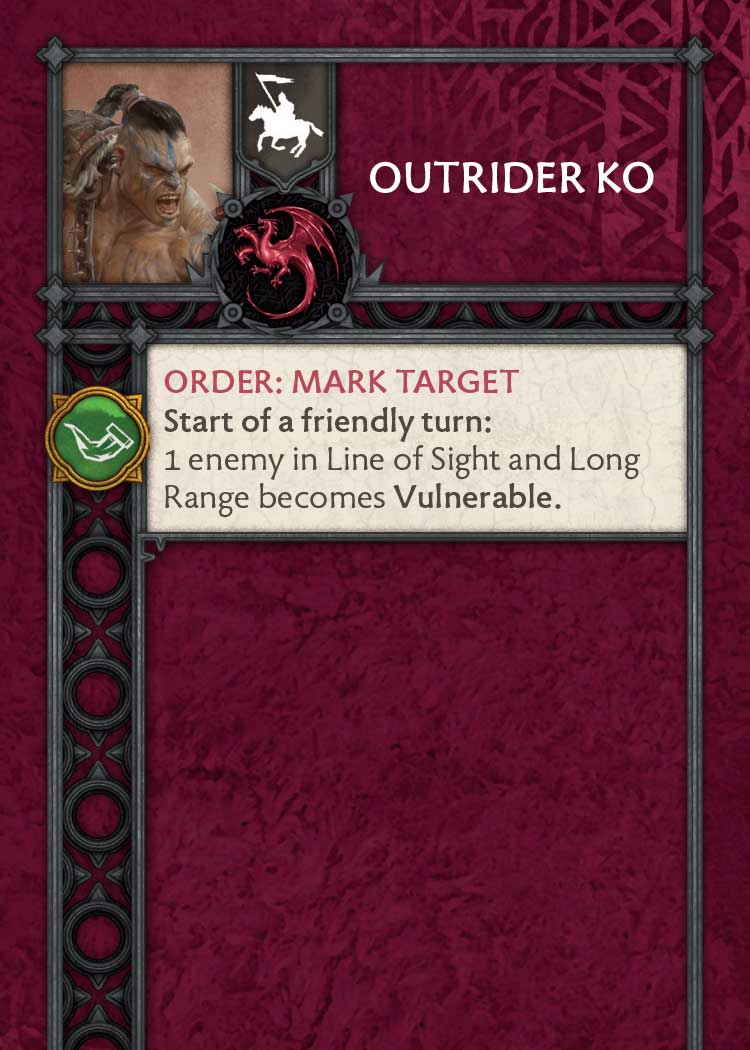 OUTRIDER KO
ORDER: MARK TARGET
Start of a friendly turn:
1 enemy in Line of Sight and Long
Range becomes Vulnerable.